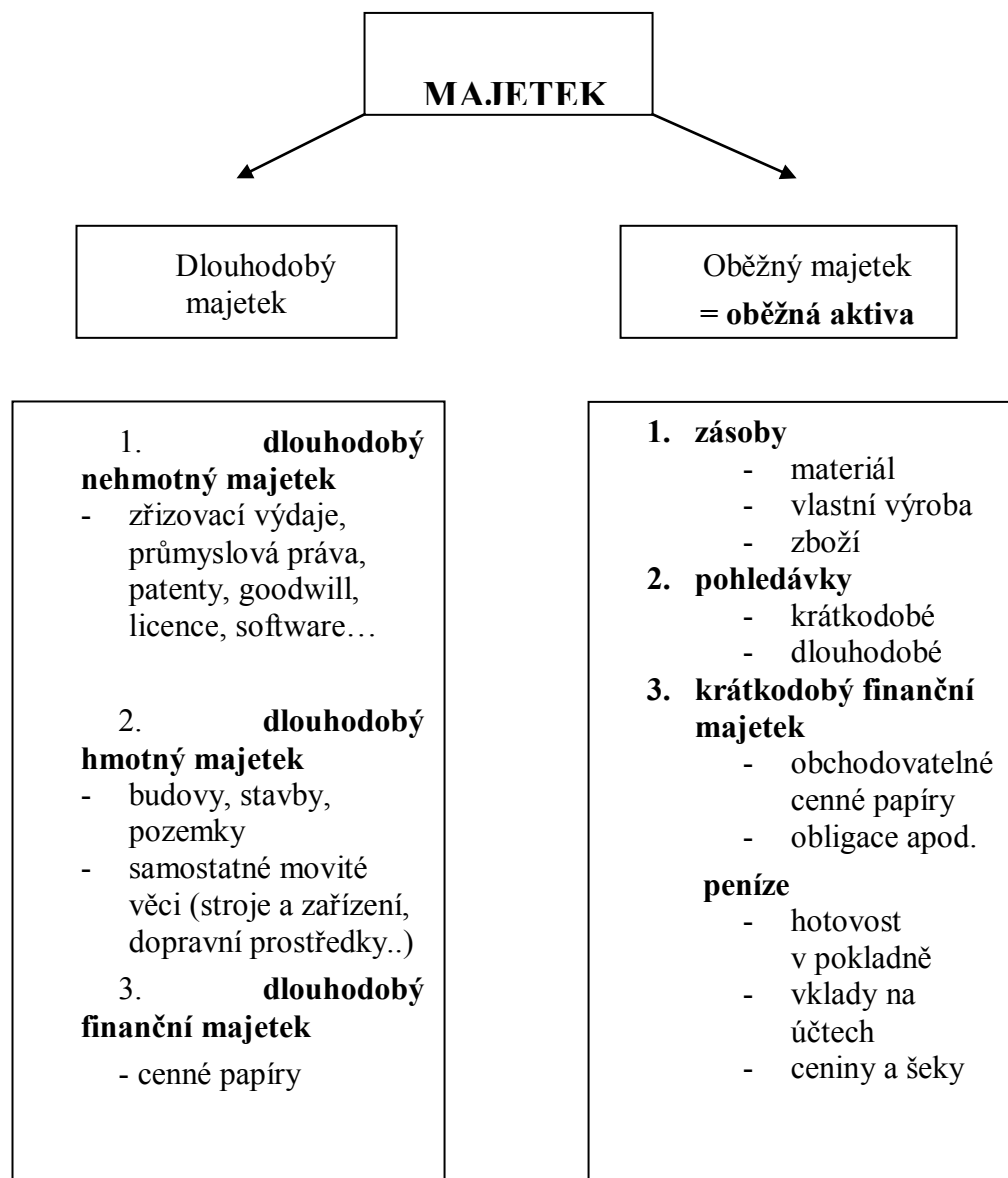 MAJETEK
Dlouhodobý
majetek
Oběžný majetek
= oběžná aktiva
1. dlouhodobý
nehmotný majetek
- zřizovací výdaje,
průmyslová práva,
patenty, goodwill,
licence, software…
2. dlouhodobý
hmotný majetek
- budovy, stavby,
pozemky
- samostatné movité
věci (stroje a zařízení,
dopravní prostředky..)
3. dlouhodobý
finanční majetek
- cenné papíry
1. zásoby
- materiál
- vlastní výroba
- zboží
2. pohledávky
- krátkodobé
- dlouhodobé
3. krátkodobý finanční
majetek
- obchodovatelné
cenné papíry
- obligace apod.
peníze
- hotovost
v pokladně
- vklady na
účtech
- ceniny a šeky